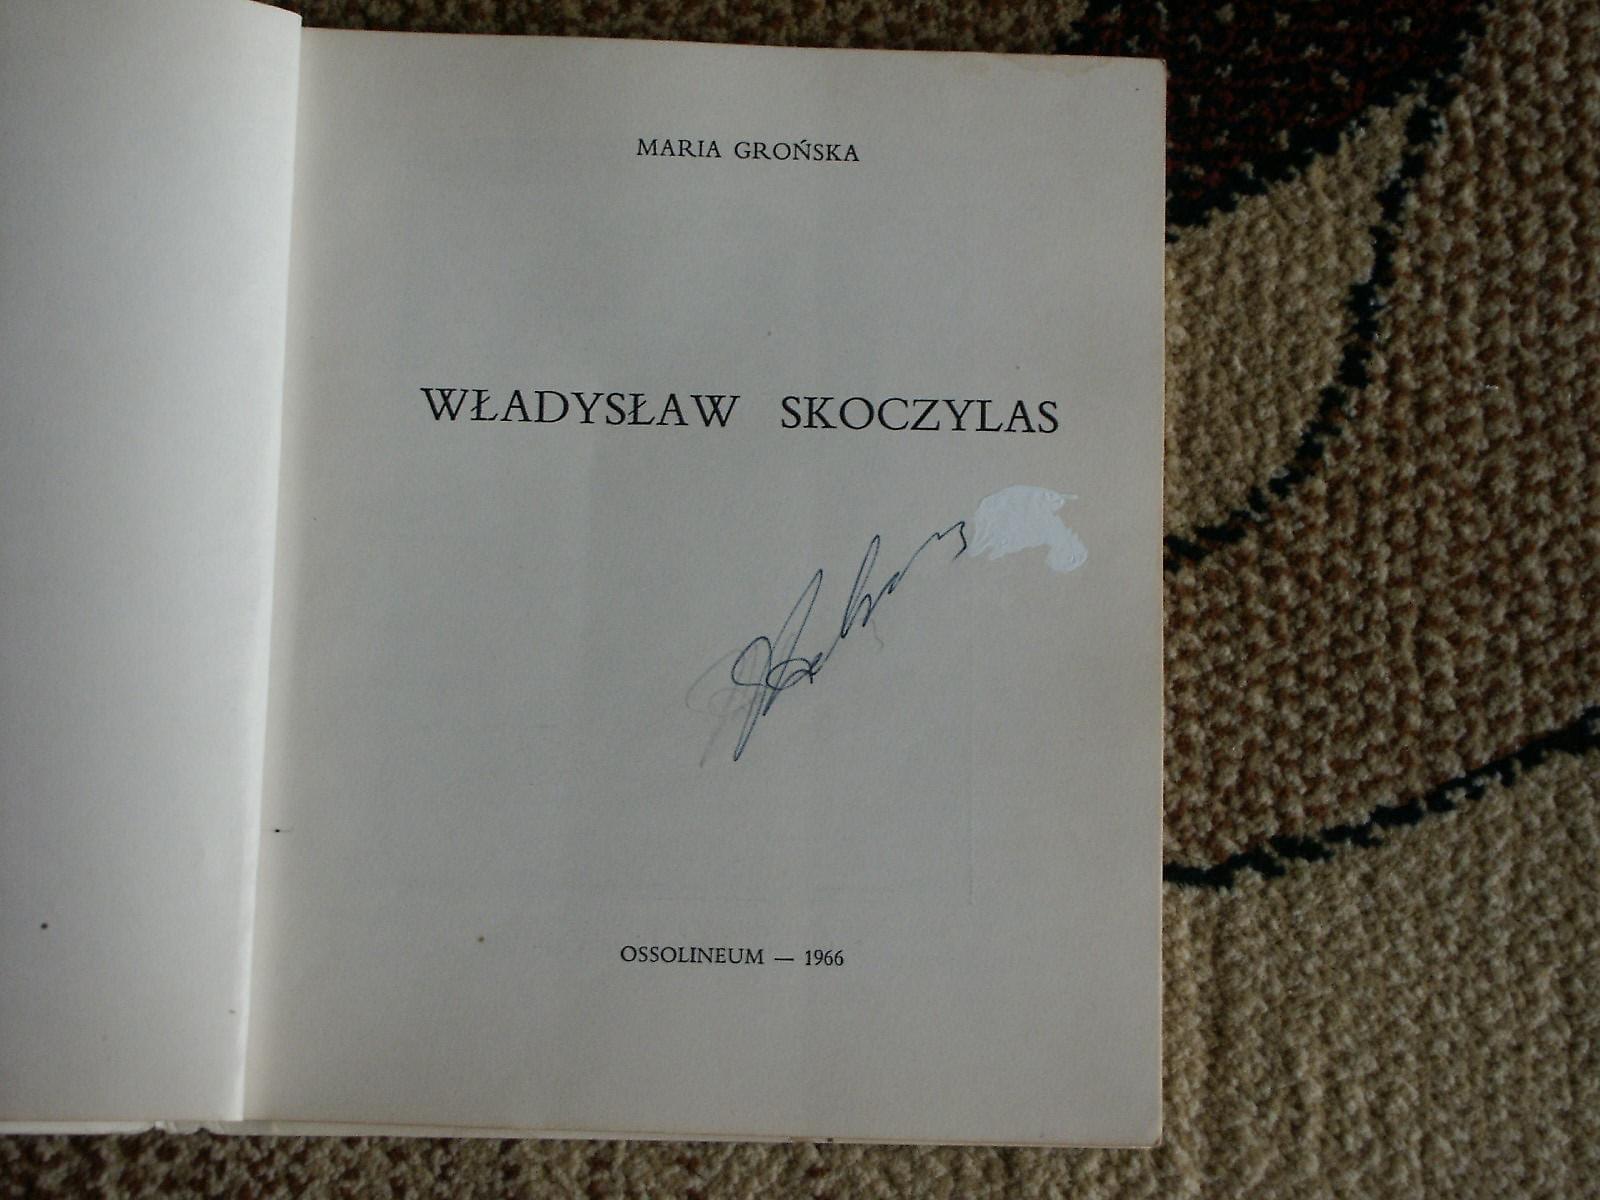 MARIA GROŃSKA
WŁADYSŁAW SKOCZYLAS
OSSOLINEUM — 1966